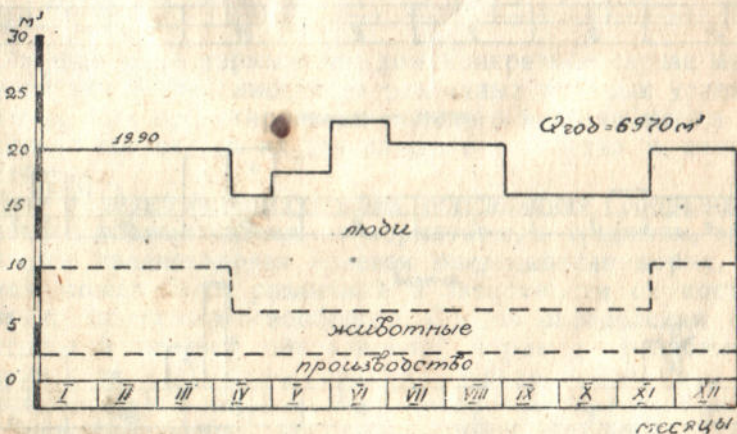 м³
30
25
20
15
10
5
0
19.90
Qгод = 6970 м³
люди
животные
производство
I II III IV V VI VII VIII IX X XI XII
месяцы